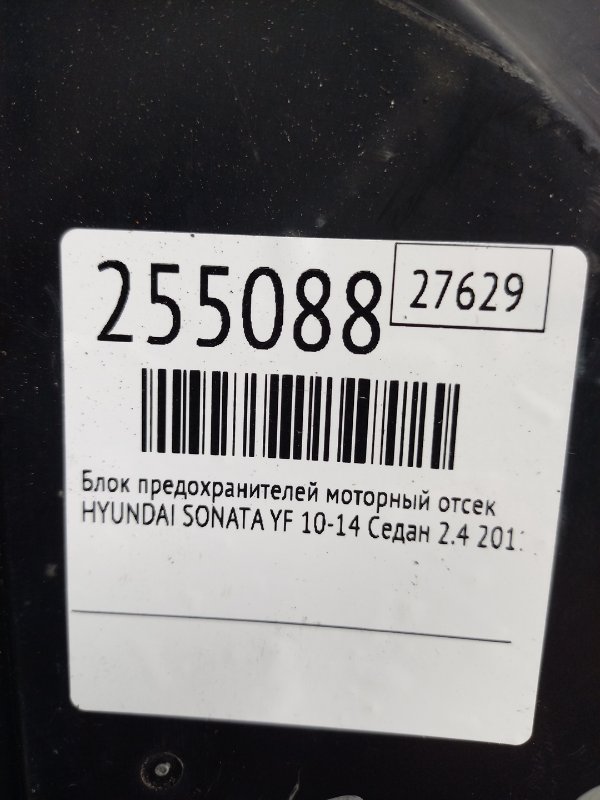 255088
27629
Блок предохранителей моторный отсек
HYUNDAI SONATA YF 10-14 Седан 2.4